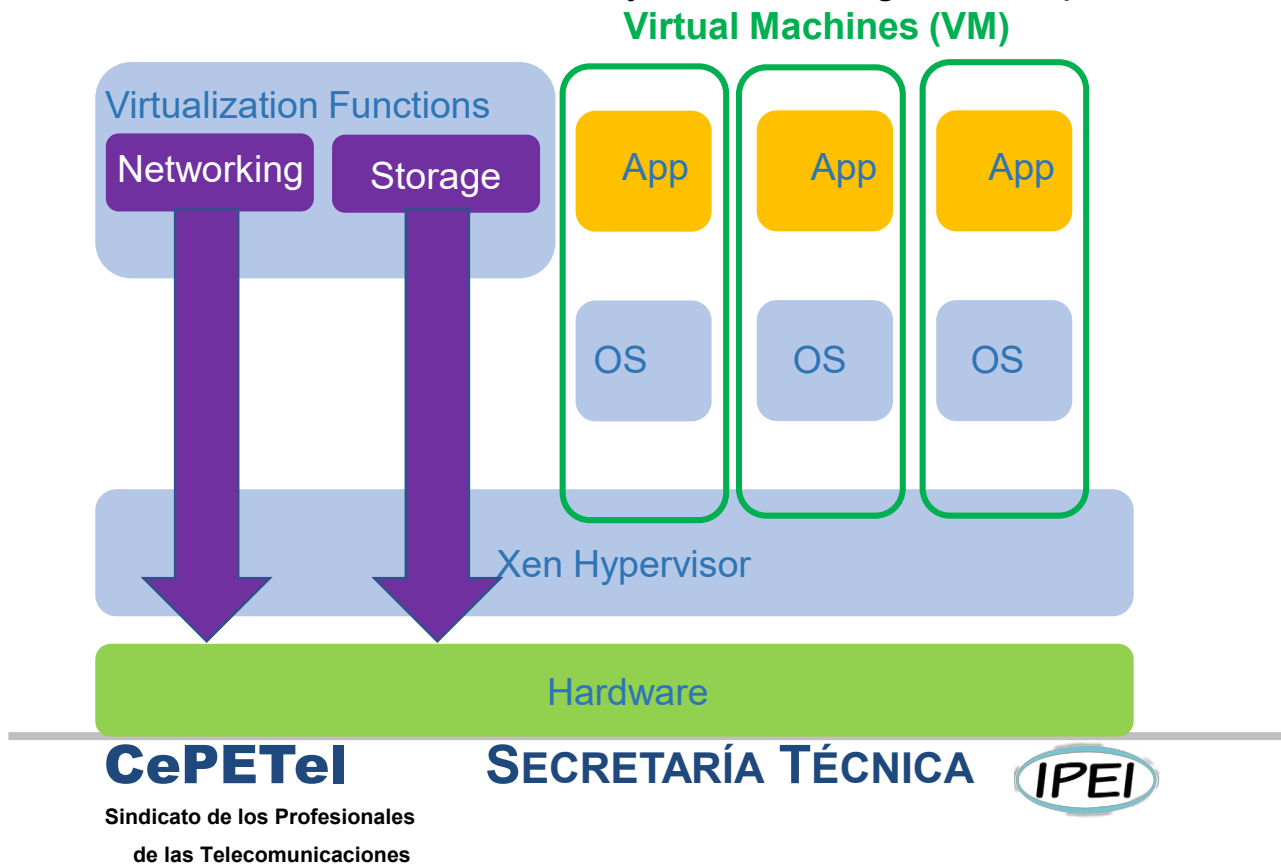 Virtual Machines (VM)
Virtualization Functions
Networking
Storage
App
App
App
OS
OS
OS
Xen Hypervisor
Hardware
CePETel
SECRETARÍA TÉCNICA
IPEI
Sindicato de los Profesionales
de las Telecomunicaciones